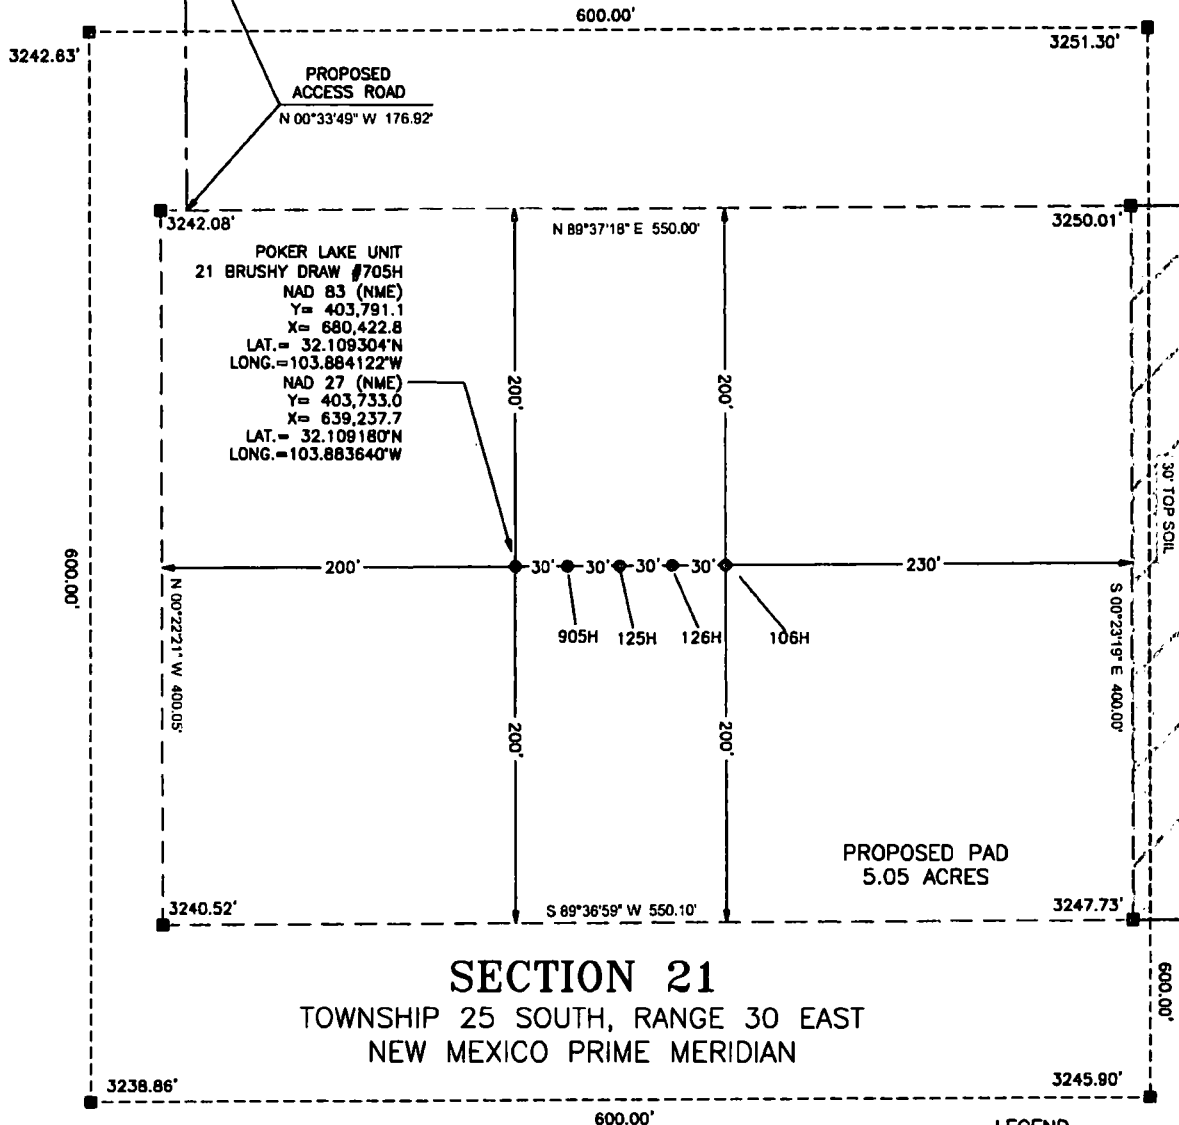 600.00'
3242.63'
3251.30'
PROPOSED
ACCESS ROAD
N 00°33'49" W 176.92'
3242.08'
N 89°37'18" E 550.00'
3250.01'
POKER LAKE UNIT
21 BRUSHY DRAW #705H
NAD 83 (NME)
Y= 403,791.1
X= 680,422.8
LAT.= 32.109304°N
LONG.=103.884122°W
NAD 27 (NME)
Y= 403,733.0
X= 639,237.7
LAT.= 32.109180°N
LONG.=103.883640°W
200'
200'
30' TOP SOIL
600.00'
200'
30'
30'
30'
30'
230'
N 00°22'21" W 400.05'
905H
125H
126H
106H
S 00°23'19" E 400.00'
200'
200'
PROPOSED PAD
5.05 ACRES
3240.52'
S 89°36'59" W 550.10'
3247.73'
SECTION 21
TOWNSHIP 25 SOUTH, RANGE 30 EAST
NEW MEXICO PRIME MERIDIAN
600.00'
3238.86'
3245.90'
600.00'
LEGEND